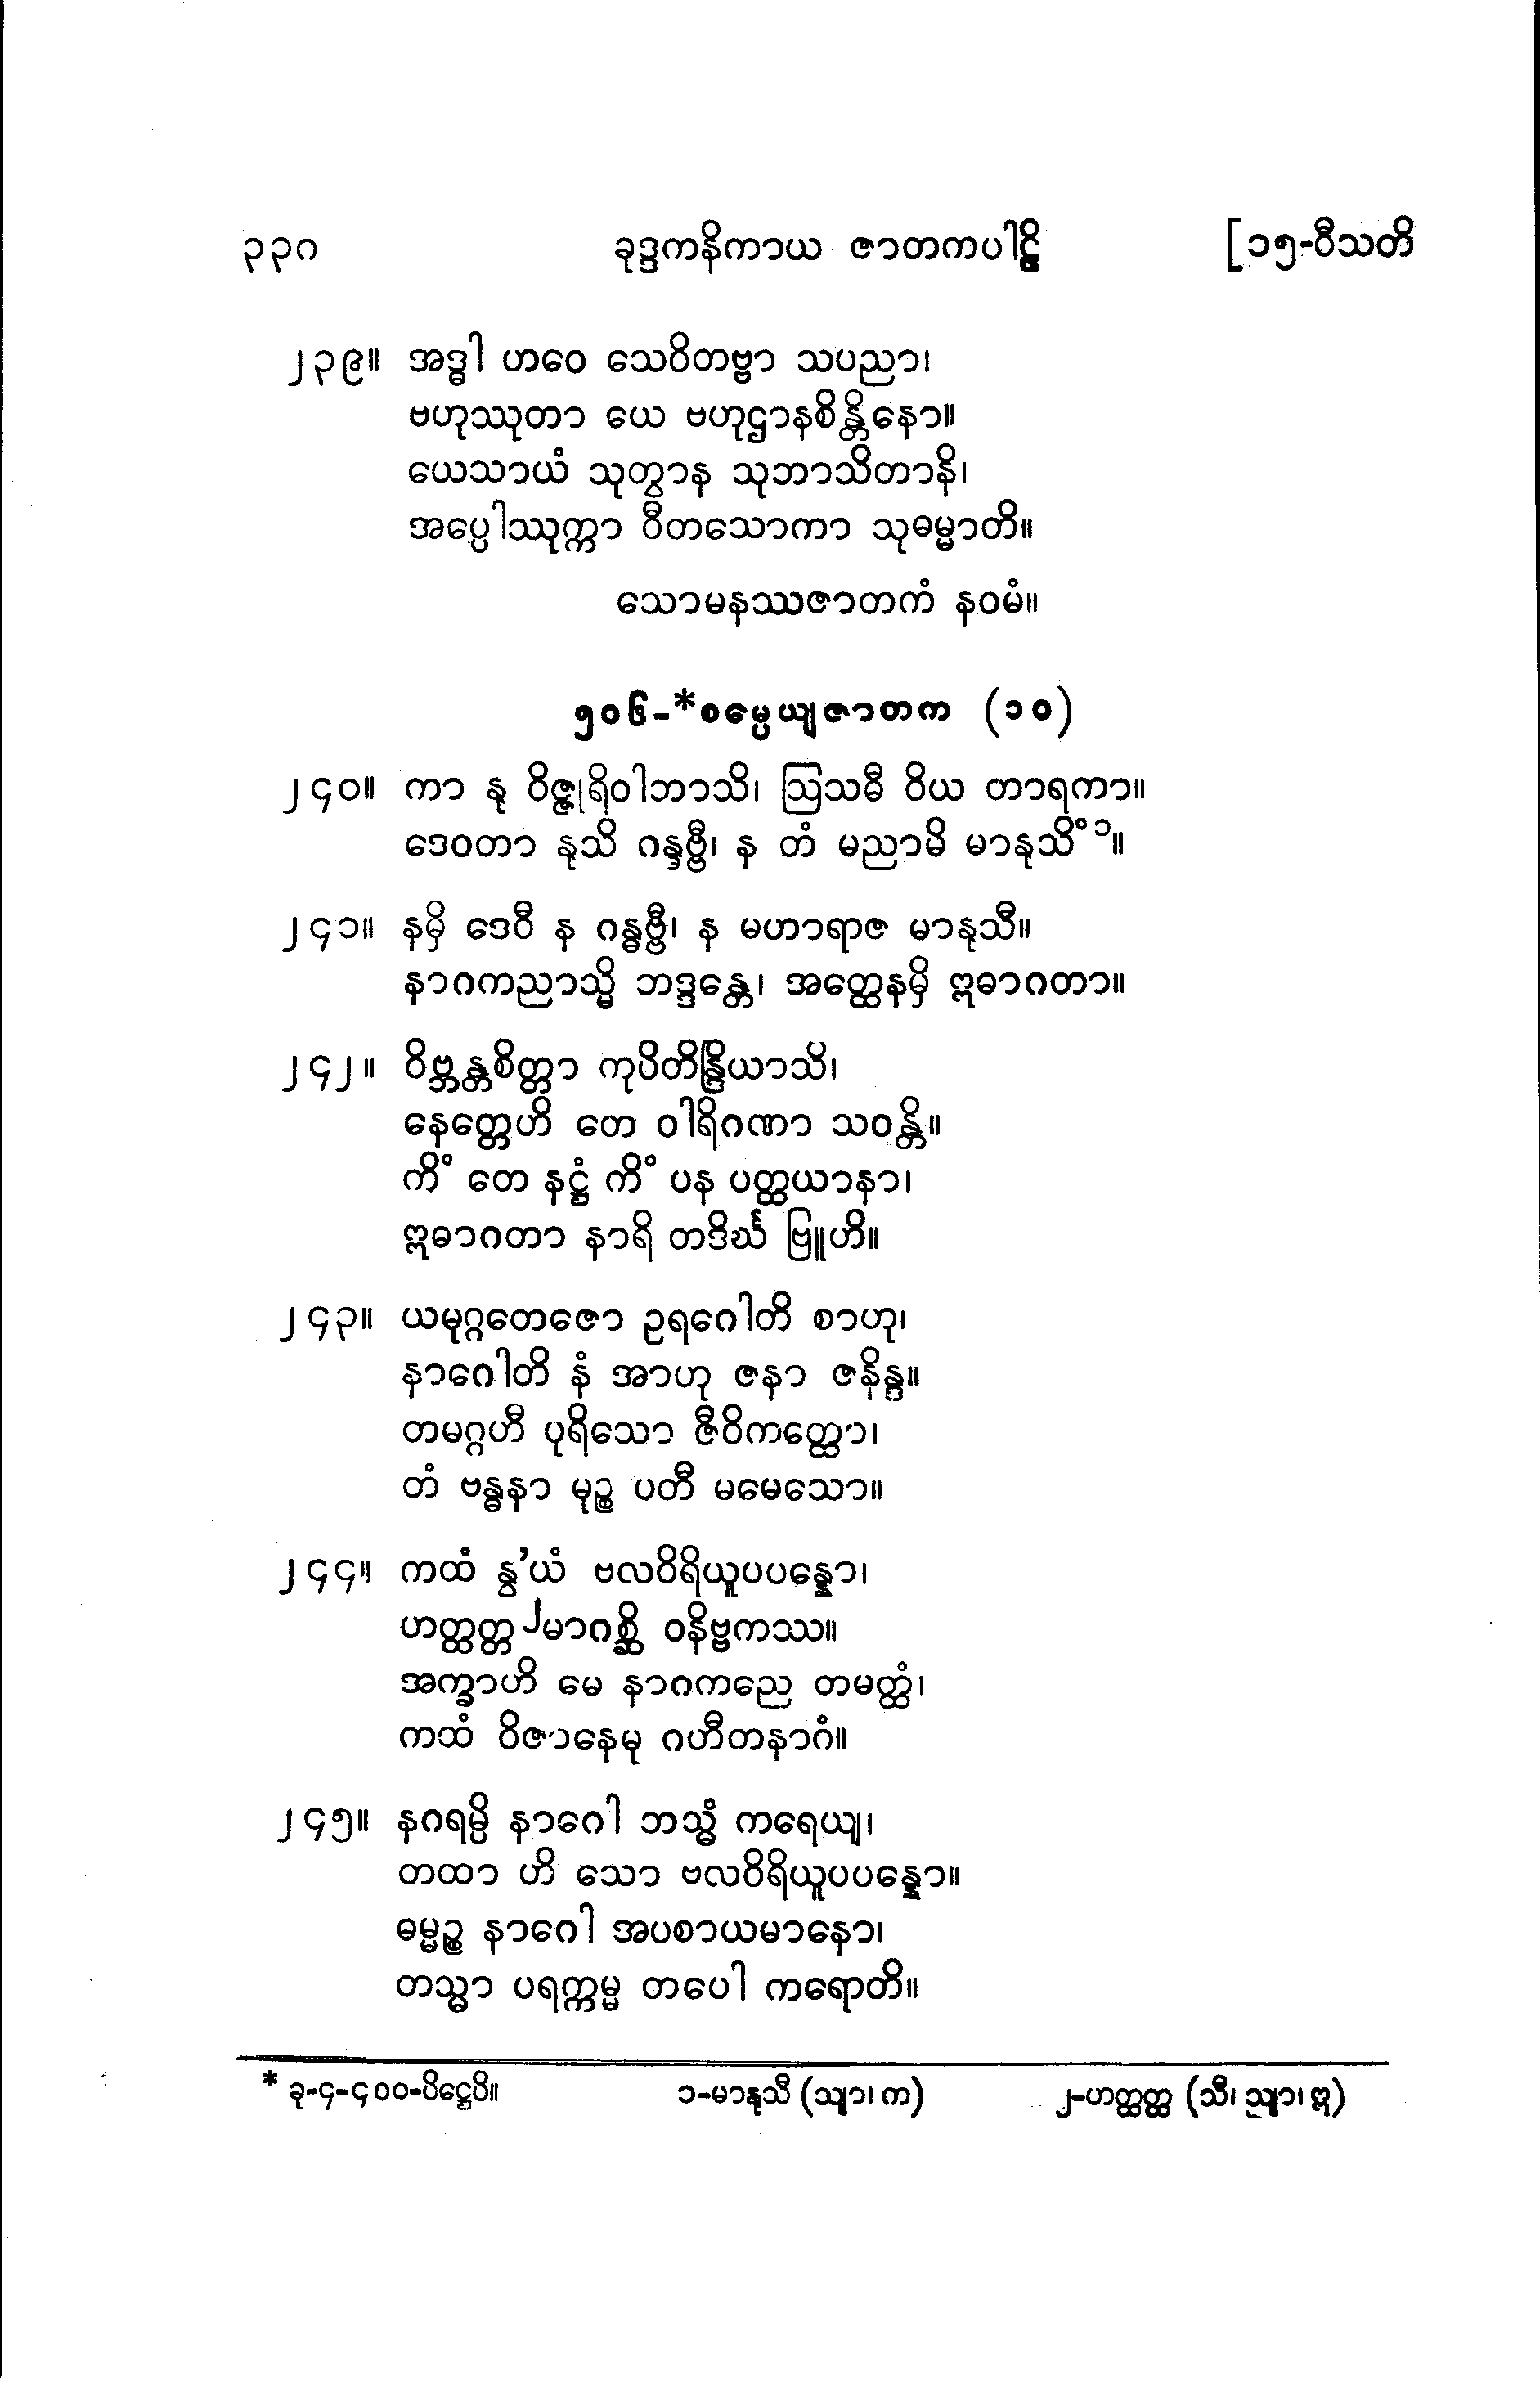 ၃၃ဂ ခုဒ္ဒကနိကာယ ဇာတကပါဠိ [၁၅-ဝီသတိ
၂၃၉။ အဒ္ဓါ ဟဝေ သေဝိတဗ္ဗာ သပညာ၊
ဗဟုဿုတာ ယေ ဗဟုဌာနစိန္တိနော။
ယေသာယံ သုတွာန သုဘာသိတာနိ၊
အပ္ပေါဿုက္ကာ ဝီတသောကာ သုဓမ္မာတိ။
သောမနဿဇာတကံ နဝမံ။
၅၀၆-*စမ္ပေယျဇာတက (၁၀)
၂၄၀။ ကာ နု ဝိဇ္ဇုရိဝါဘာသိ၊ ဩသဓီ ဝိယ တာရကာ။
ဒေဝတာ နုသိ ဂန္ဒဗ္ဗီ၊ န တံ မညာမိ မာနုသိံ၁။
၂၄၁။ နမှိ ဒေဝီ န ဂန္ဓဗ္ဗီ၊ န မဟာရာဇ မာနုသီ။
နာဂကညာသ္မိ ဘဒ္ဒန္တေ၊ အတ္ထေနမှိ ဣဓာဂတာ။
၂၄၂။ ဝိဗ္ဘန္တစိတ္တာ ကုပိတိန္ဒြိယာသိ၊
နေတ္တေဟိ တေ ဝါရိဂဏာ သဝန္တိ။
ကိံ တေ နဋ္ဌံ ကိံ ပန ပတ္ထယာနာ၊
ဣဓာဂတာ နာရိ တဒိင်္ဃ ဗြူဟိ။
၂၄၃။ ယမုဂ္ဂတေဇော ဥရဂေါတိ စာဟု၊
နာဂေါတိ နံ အာဟု ဇနာ ဇနိန္ဒ။
တမဂ္ဂဟီ ပုရိသော ဇီဝိကတ္ထော၊
တံ ဗန္ဓနာ မုဉ္စ ပတီ မမေသော။
၂၄၄။ ကထံ နွ’ယံ ဗလဝိရိယူပပန္နော၊
ဟတ္ထတ္တ၂မာဂစ္ဆိ ဝနိဗ္ဗကဿ။
အက္ခာဟိ မေ နာဂကညေ တမတ္ထံ၊
ကထံ ဝိဇာနေမု ဂဟီတနာဂံ။
၂၄၅။ နဂရမ္ပိ နာဂေါ ဘသ္မံ ကရေယျ၊
တထာ ဟိ သော ဗလဝိရိယူပပန္နော။
ဓမ္မဉ္စ နာဂေါ အပစာယမာနော၊
တသ္မာ ပရက္ကမ္မ တပေါ ကရောတိ။
* ခု-၄-၄၀၀-ပိဋ္ဌေပိ။ ၁-မာနုသီ (သျာ၊ က) ၂-ဟတ္ထတ္ထ (သီ၊ သျာ၊ ဣ)